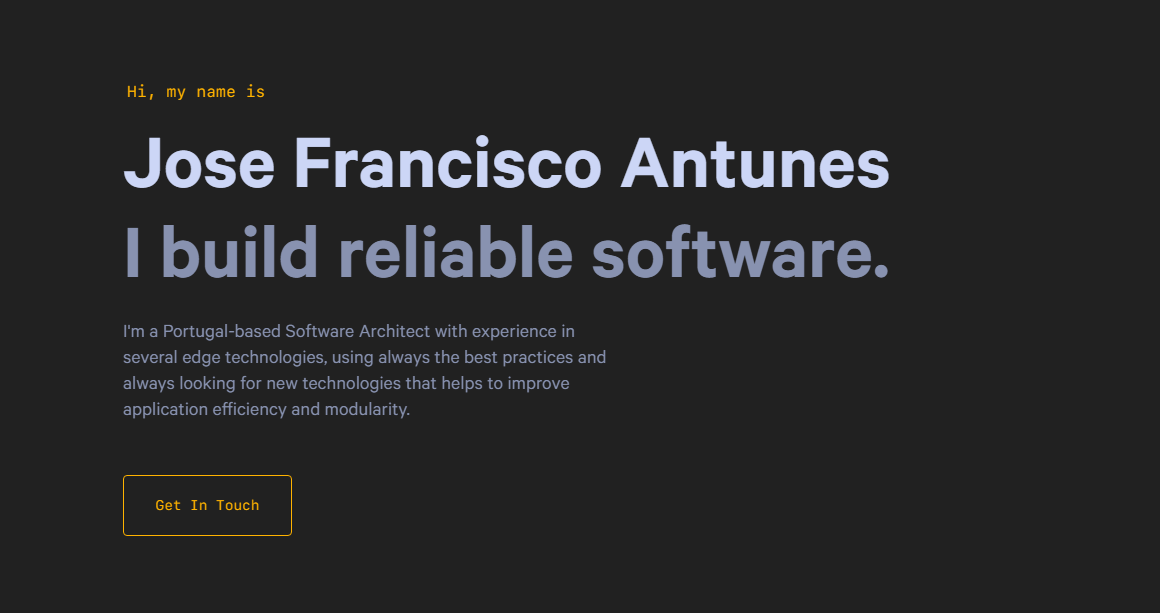 Hi, my name is
Jose Francisco Antunes
I build reliable software.
I'm a Portugal-based Software Architect with experience in
several edge technologies, using always the best practices and
always looking for new technologies that helps to improve
application efficiency and modularity.
Get In Touch